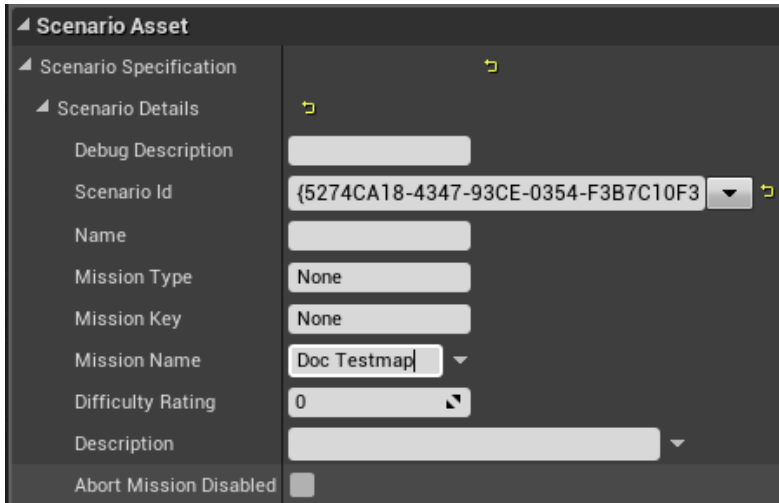 Scenario Asset
Scenario Specification
Scenario Details
Debug Description
Scenario Id {5274CA18-4347-93CE-0354-F3B7C10F3
Name
Mission Type None
Mission Key None
Mission Name Doc Testmap
Difficulty Rating 0
Description
Abort Mission Disabled